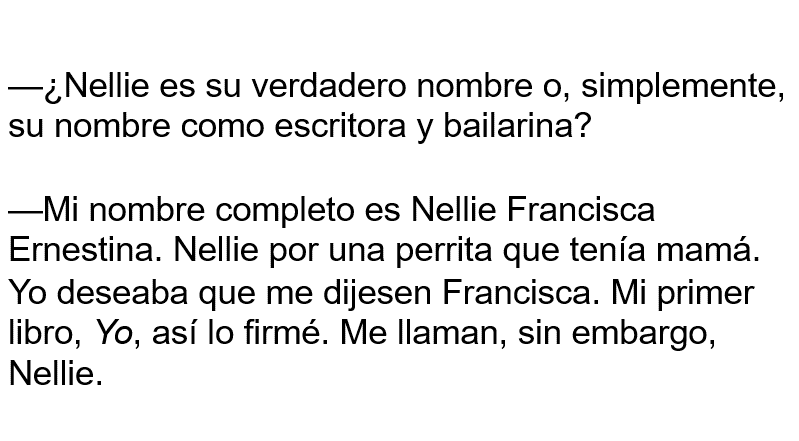 —¿Nellie es su verdadero nombre o, simplemente,
su nombre como escritora y bailarina?
—Mi nombre completo es Nellie Francisca
Ernestina. Nellie por una perrita que tenía mamá.
Yo deseaba que me dijesen Francisca. Mi primer
libro, Yo, así lo firmé. Me llaman, sin embargo,
Nellie.